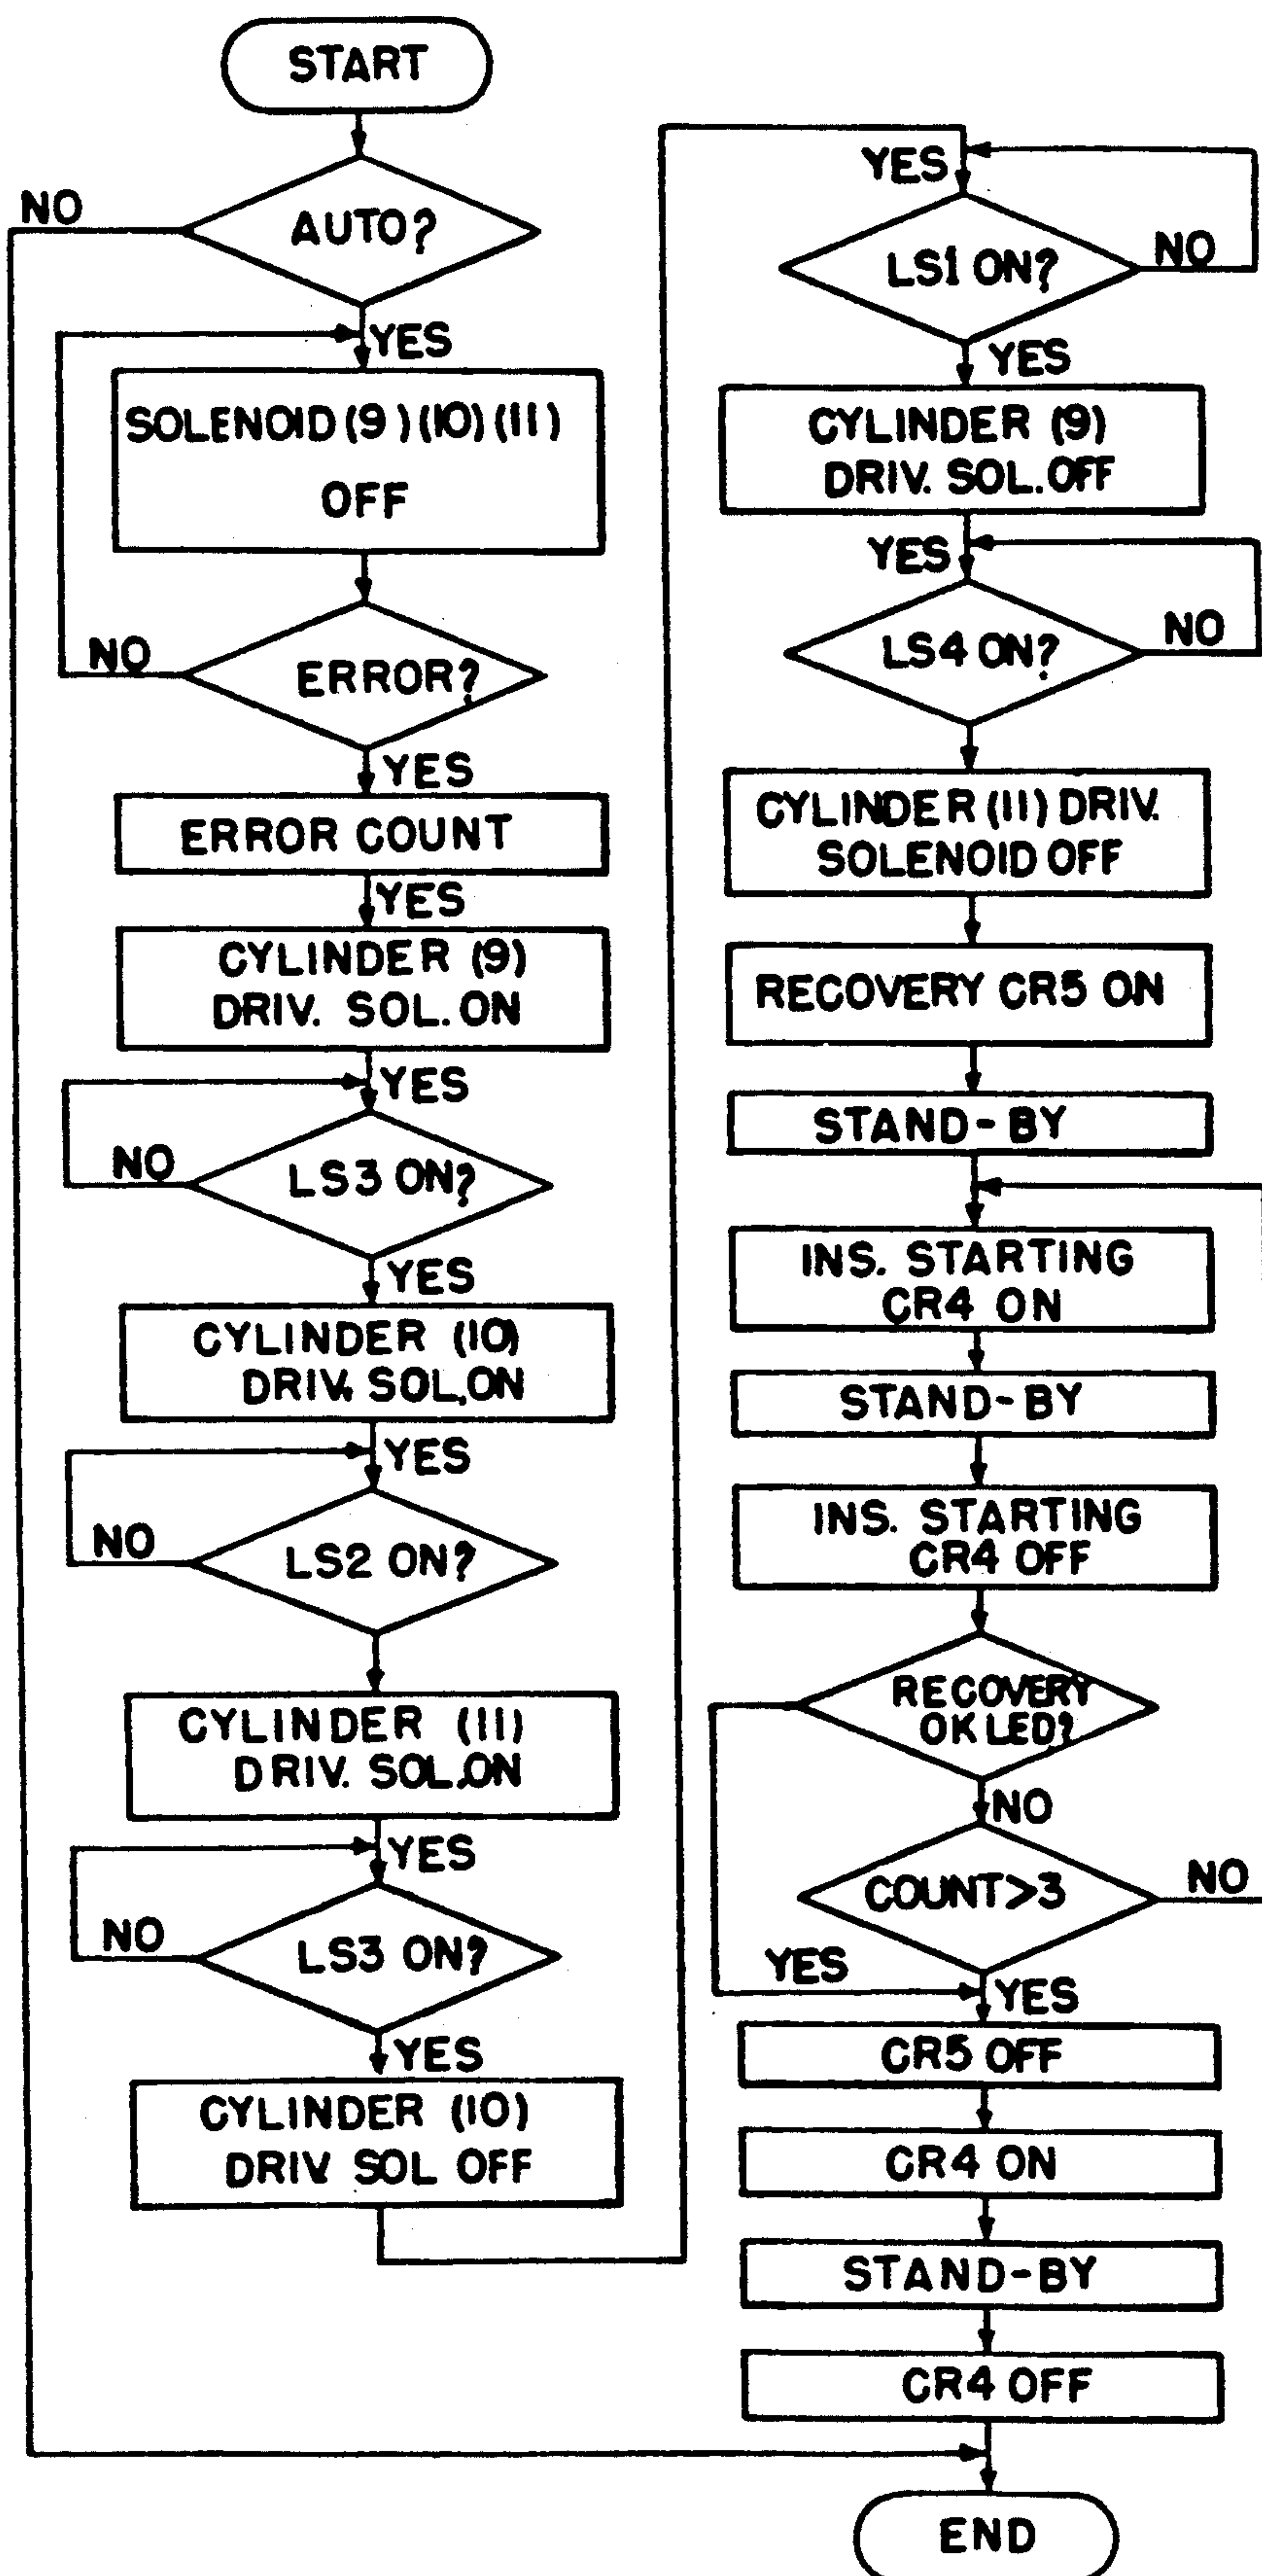 START
AUTO?
NO
YES
SOLENOID (9) (10) (11)
OFF
ERROR?
NO
YES
ERROR COUNT
YES
CYLINDER (9)
DRIV. SOL. ON
YES
LS3 ON?
NO
YES
CYLINDER (10)
DRIV. SOL. ON
YES
LS2 ON?
NO
CYLINDER (11)
DRIV. SOL. ON
YES
LS3 ON?
NO
YES
CYLINDER (10)
DRIV. SOL OFF
YES
LS1 ON?
NO
YES
CYLINDER (9)
DRIV. SOL. OFF
YES
LS4 ON?
NO
CYLINDER (11) DRIV.
SOLENOID OFF
RECOVERY CR5 ON
STAND-BY
INS. STARTING
CR4 ON
STAND-BY
INS. STARTING
CR4 OFF
RECOVERY
OK LED?
NO
COUNT>3
NO
YES
YES
CR5 OFF
CR4 ON
STAND-BY
CR4 OFF
END